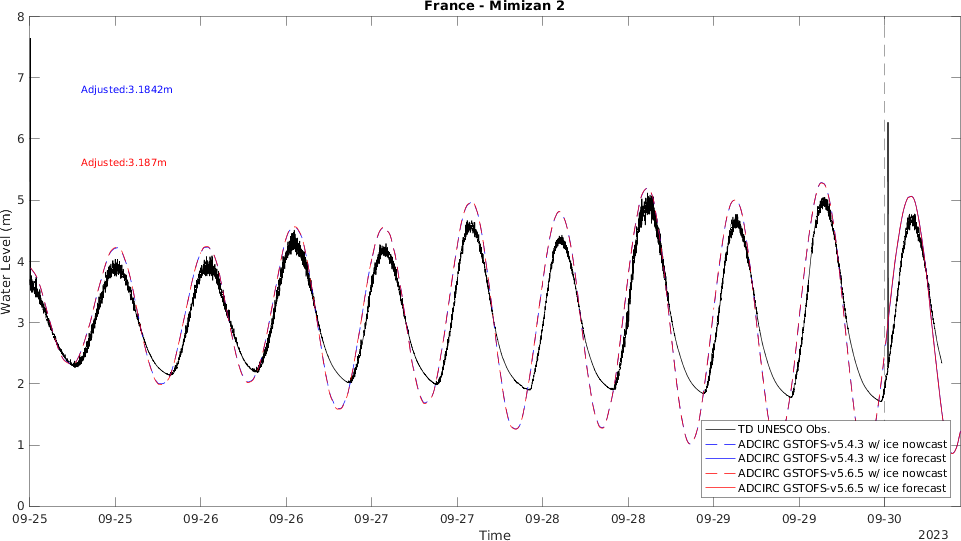 France - Mimizan 2
8
7
6
5
4
3
2
1
0
Water Level (m)
Adjusted:3.1842m
Adjusted:3.187m
TD UNESCO Obs.
ADCIRC GSTOFS-v5.4.3 w/ ice nowcast
ADCIRC GSTOFS-v5.4.3 w/ ice forecast
ADCIRC GSTOFS-v5.6.5 w/ ice nowcast
ADCIRC GSTOFS-v5.6.5 w/ ice forecast
09-25 09-25 09-26 09-26 09-27 09-27 09-28 09-28 09-29 09-29 09-30
Time
2023